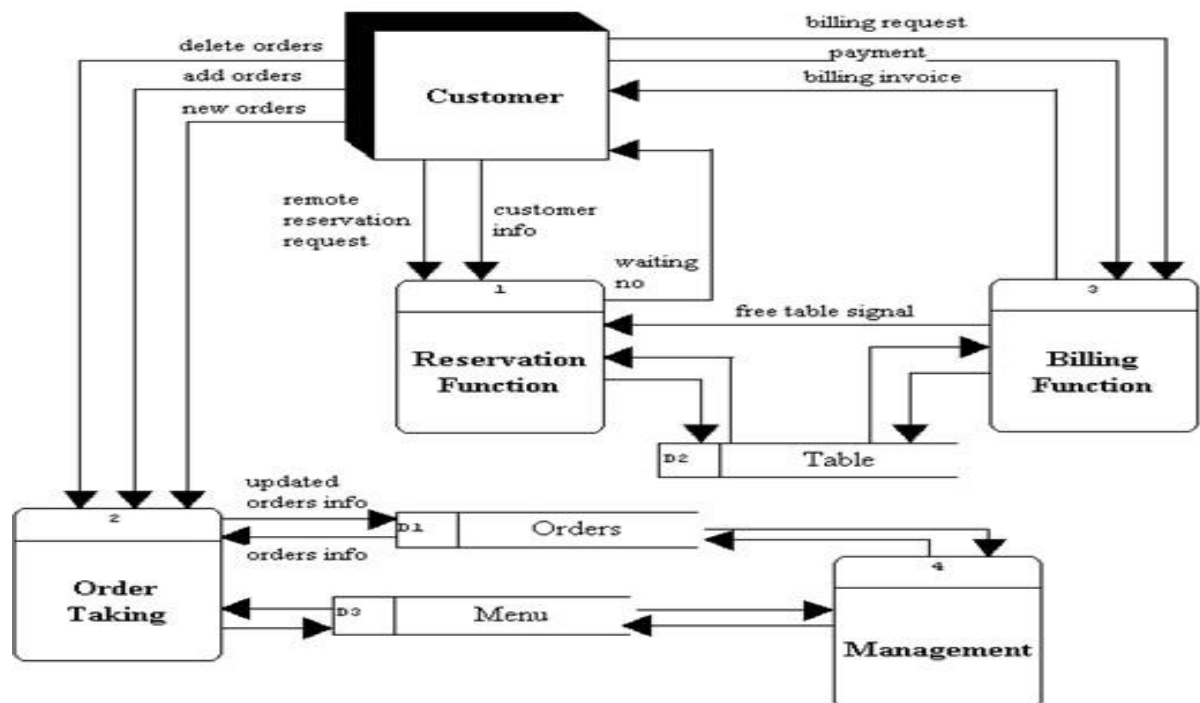 billing request
delete orders
payment
add orders
billing invoice
Customer
new orders
remote
reservation
request
customer
info
waiting
no
1
3
free table signal
Reservation
Function
Billing
Function
D2
Table
updated
orders info
2
D1
Orders
orders info
4
Order
Taking
D3
Menu
Management